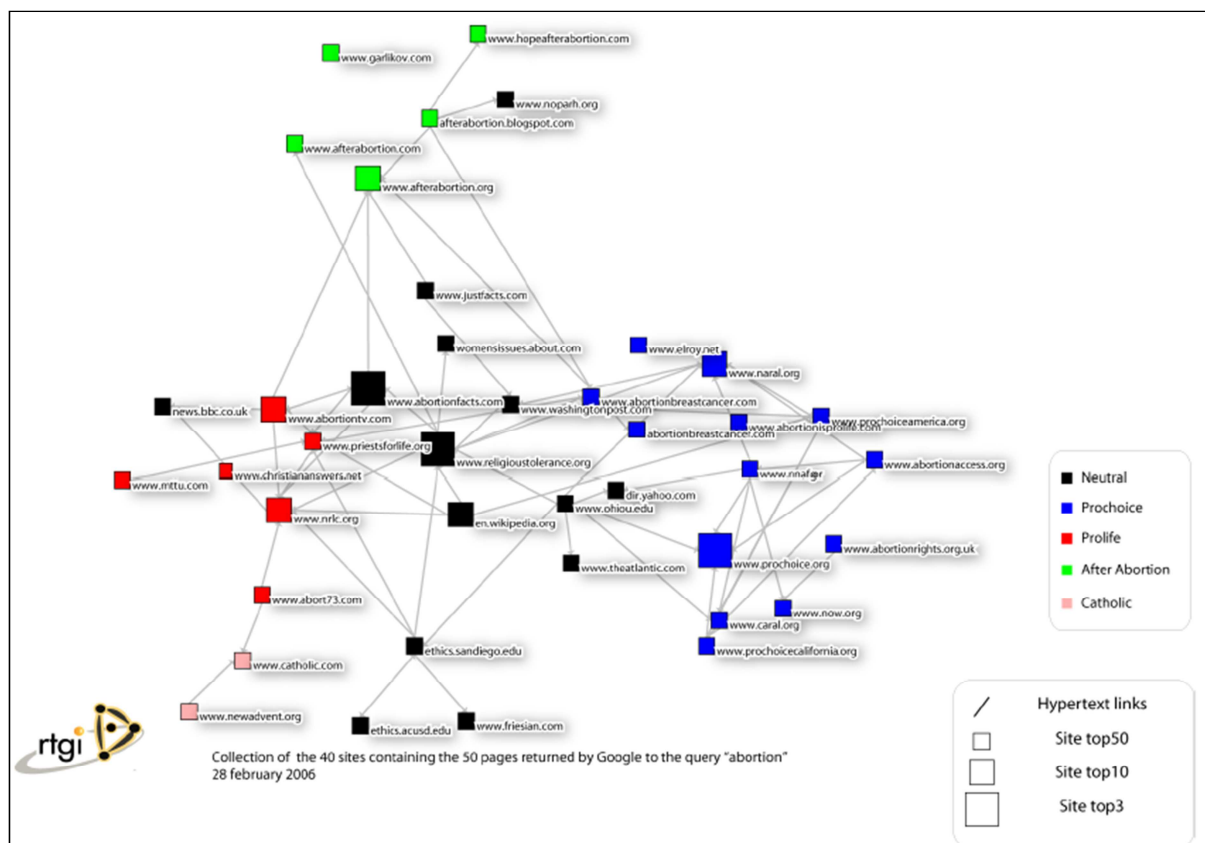 www.hopeafterabortion.com
www.garlikov.com
www.noparh.org
afterabortion.blogspot.com
www.afterabortion.com
www.afterabortion.org
www.justfacts.com
womensissues.about.com
www.elroy.net
www.naral.org
www.abortionfacts.com
www.abortionbreastcancer.com
www.washingtonpost.com
news.bbc.co.uk
www.abortiontv.com
www.prochoiceamerica.org
www.abortionisprolife.com
abortionbreastcancer.com
www.priestsforlife.org
www.religioustolerance.org
www.abortionaccess.org
www.christiananswers.net
www.mttu.com
dir.yahoo.com
www.ohiou.edu
www.nrlc.org
en.wikipedia.org
www.abortionrights.org.uk
www.theatlantic.com
www.prochoice.org
www.abort73.com
www.now.org
www.caral.org
ethics.sandiego.edu
www.prochoicecalifornia.org
www.catholic.com
www.newadvent.org
ethics.acusd.edu
www.friesian.com
Neutral
Prochoice
Prolife
After Abortion
Catholic
Hypertext links
Site top50
Site top10
Site top3
rtgi
Collection of the 40 sites containing the 50 pages returned by Google to the query "abortion"
28 february 2006